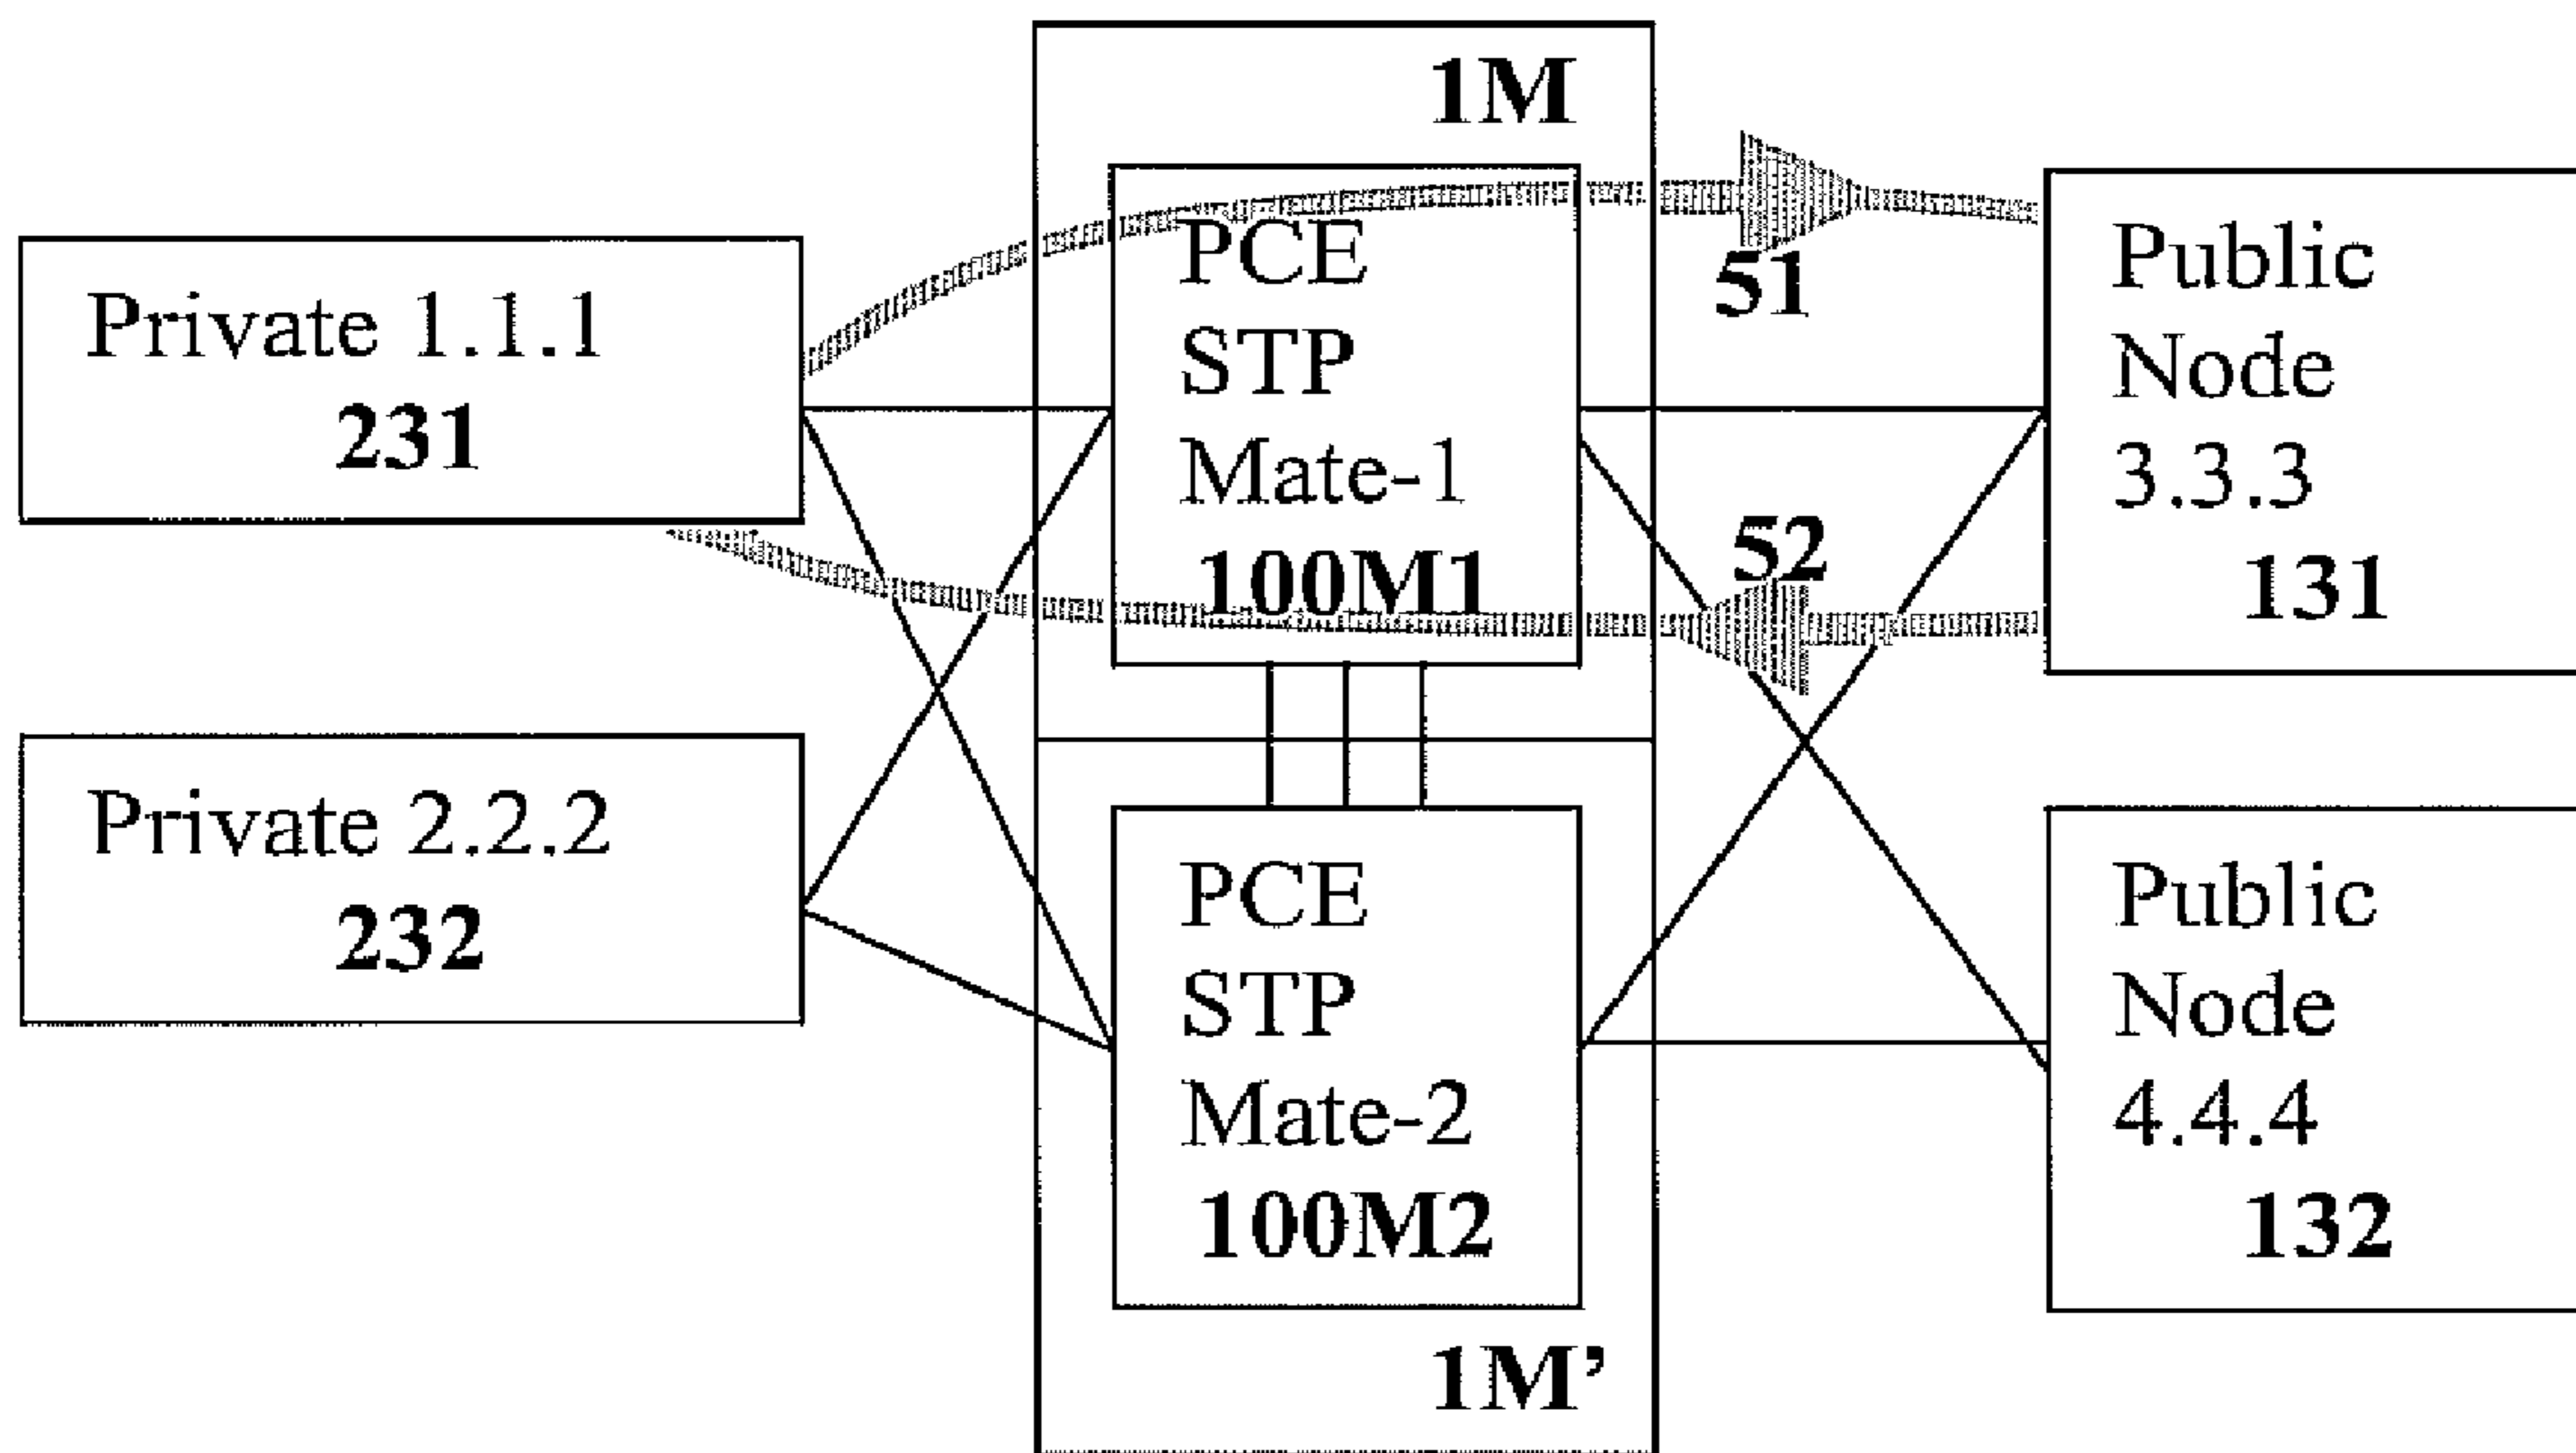 1M
PCE
STP
Mate-1
100M1
51
Public
Node
3.3.3
131
Private 1.1.1
231
52
Private 2.2.2
232
PCE
STP
Mate-2
100M2
1M’
Public
Node
4.4.4
132